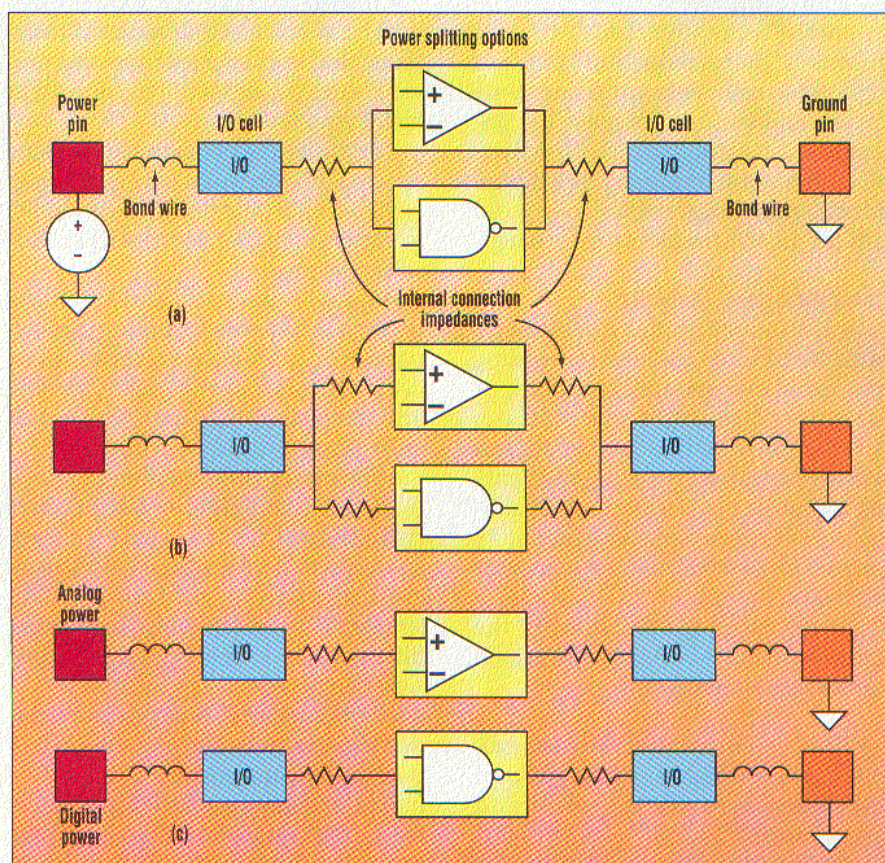 Power splitting options
Power
pin
I/O cell
I/O
+
−
I/O cell
I/O
Ground
pin
Bond wire
Bond wire
+
−
(a)
Internal connection
impedances
I/O
+
−
I/O
(b)
Analog
power
I/O
+
−
I/O
I/O
I/O
Digital
power
(c)